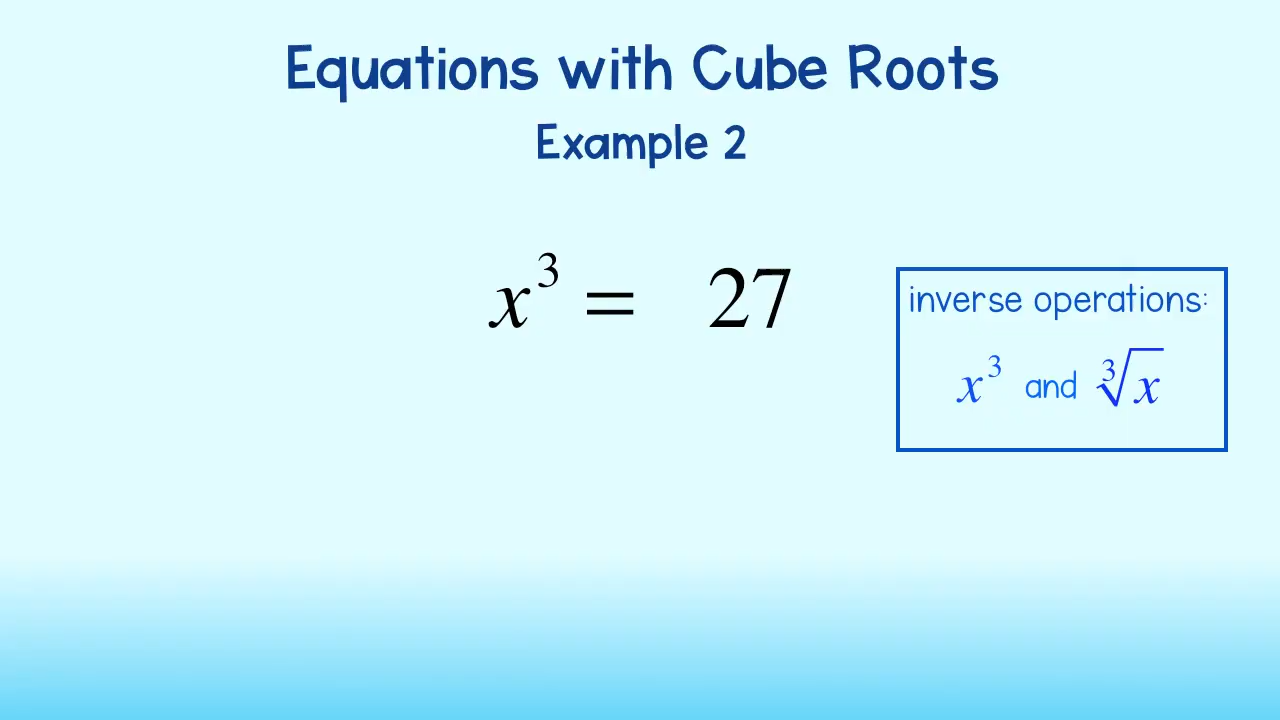 Equations with Cube Roots
Example 2
x³ = 27
inverse operations:
x³ and ∛x